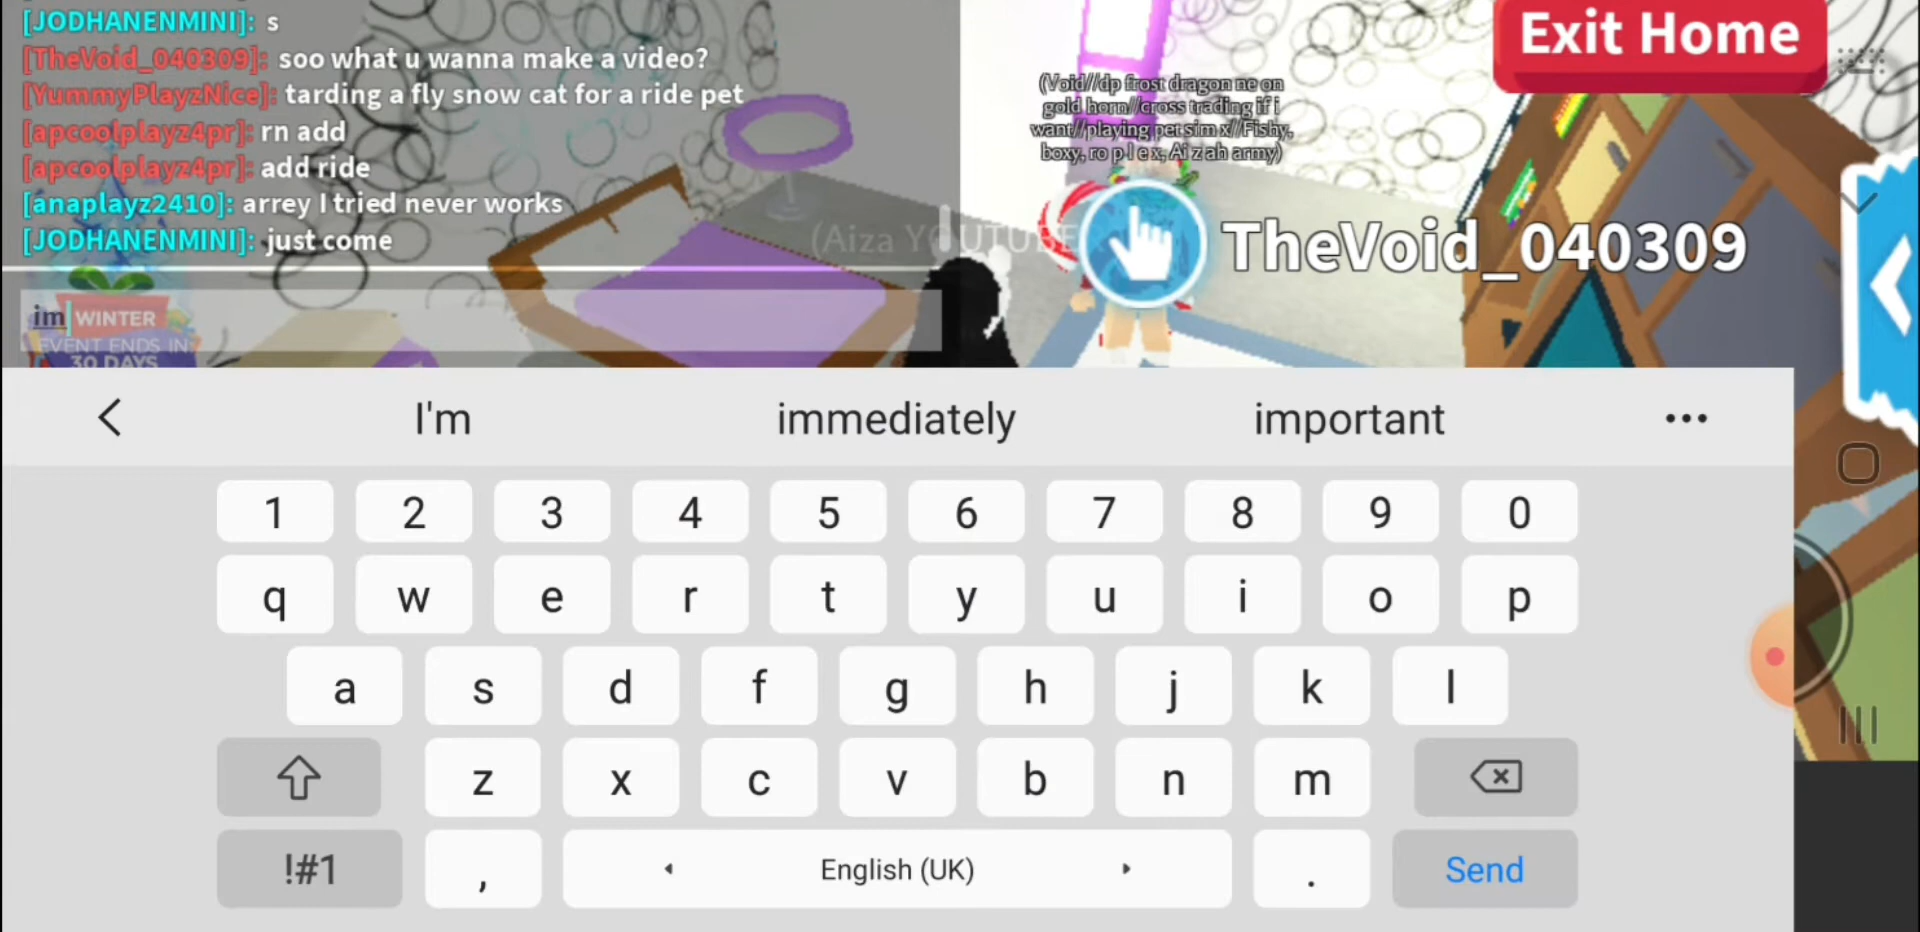 [JODHANENMINI]: s
[TheVoid_040309]: soo what u wanna make a video?
[YummyPlayzNice]: tarding a fly snow cat for a ride pet
[apcoolplayz4pr]: rn add
[apcoolplayz4pr]: add ride
[anaplayz2410]: arrey I tried never works
[JODHANENMINI]: just come
im
WINTER
EVENT ENDS IN:
30 DAYS
(Void//dp frost dragon ne on
gold horn//cross trading if i
want//playing pet sim x//Fishy,
boxy, ro p l e x, Ai z ah army)
(Aiza YOUTUBE
TheVoid_040309
Exit Home
I'm immediately important
1 2 3 4 5 6 7 8 9 0
q w e r t y u i o p
a s d f g h j k l
z x c v b n m
!#1 , English (UK) . Send